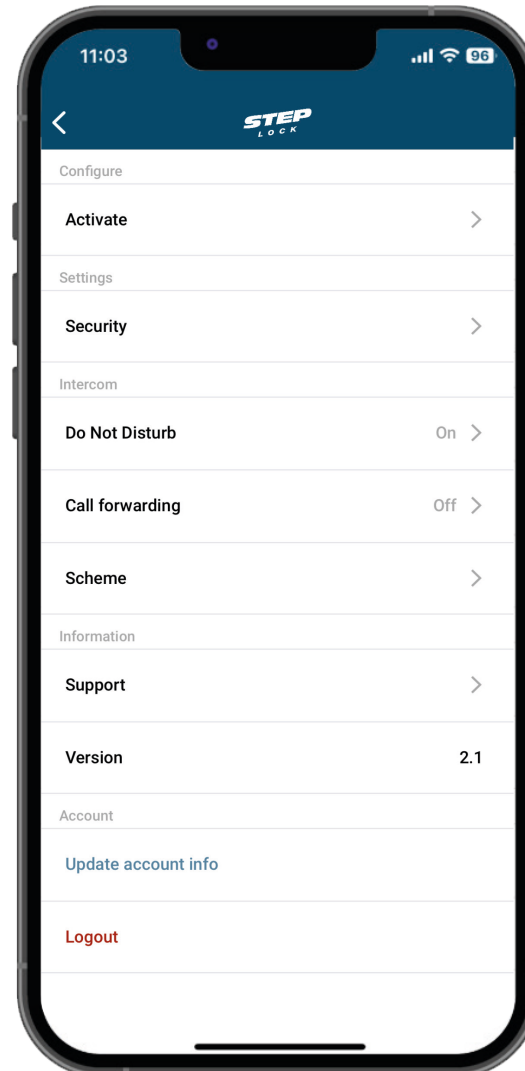 11:03
96
STEP
LOCK
Configure
Activate
Settings
Security
Intercom
Do Not Disturb On
Call forwarding Off
Scheme
Information
Support
Version 2.1
Account
Update account info
Logout